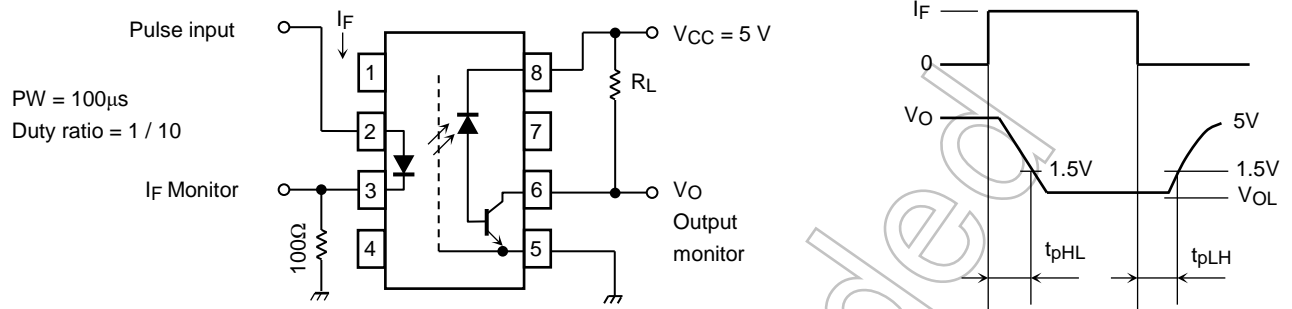 Pulse input
IF
VCC = 5 V
PW = 100μs
Duty ratio = 1 / 10
1
2
3
4
8
7
6
5
RL
IF Monitor
100Ω
VO
Output
monitor
IF
0
VO
5V
1.5V
1.5V
VOL
tpHL
tpLH